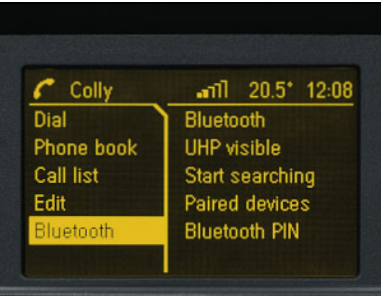 Colly 20.5° 12:08
Dial
Phone book
Call list
Edit
Bluetooth
Bluetooth
UHP visible
Start searching
Paired devices
Bluetooth PIN